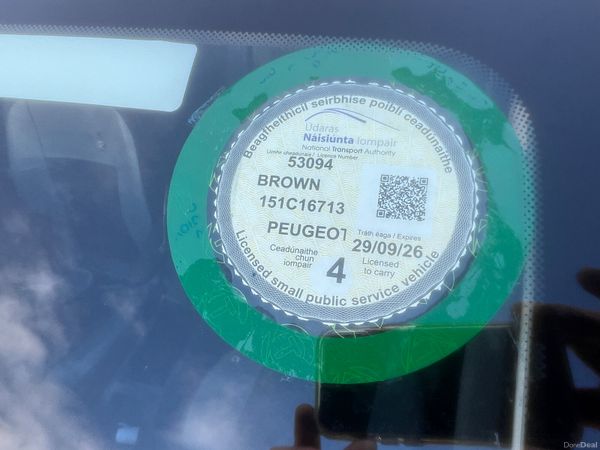 Beagfheithicil seirbhíse poiblí ceadúnaithe
Údarás
Náisiúnta Iompair
National Transport Authority
Uimhir cheadúnais / Licence Number
53094
BROWN
151C16713
PEUGEOT
Tráth éaga / Expires
29/09/26
Ceadúnaithe
chun
iompair
4
Licensed
to carry
Licensed small public service vehicle
DoneDeal